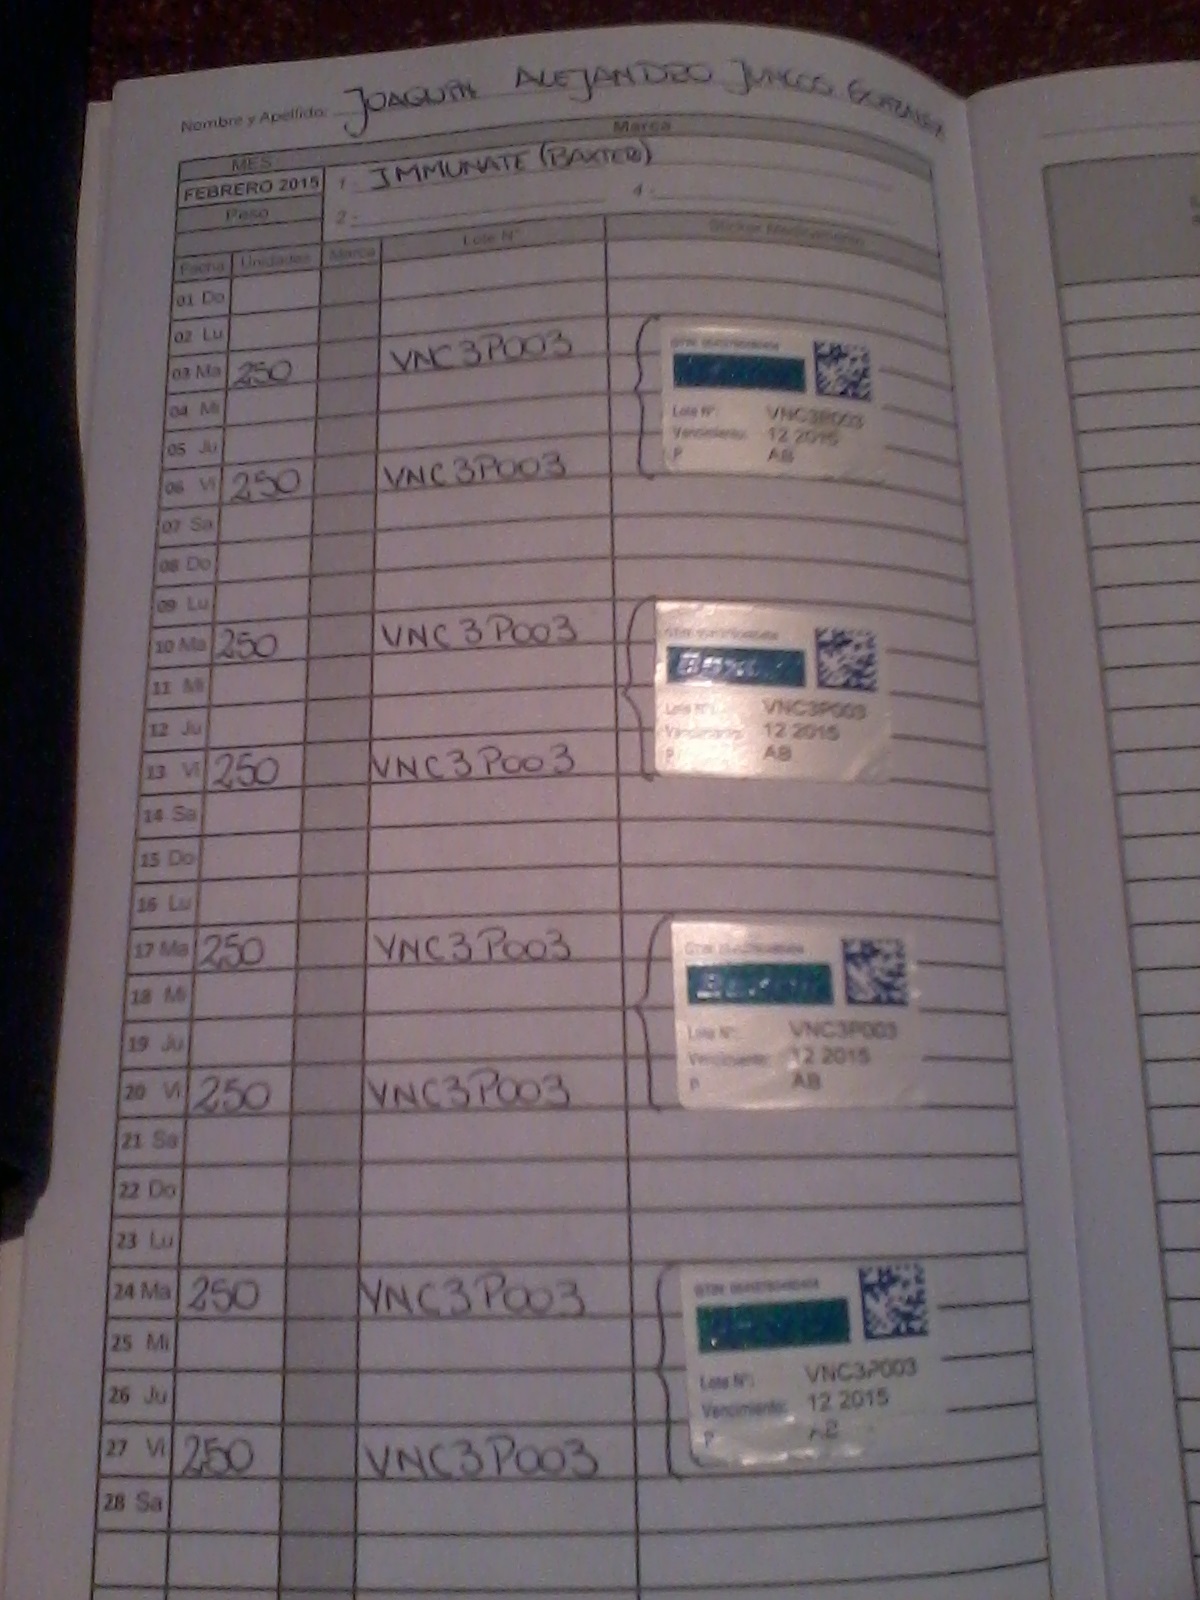 Nombre y Apellido: JOAQUIN ALEJANDRO JUNCOS
MES
Marca
FEBRERO 2015 1. IMMUNATE (BAXTER)
Peso 2. 4.
Fecha Unidades Marca Lote Nº
01 Do
02 Lu
03 Ma 250 VNC3P003
04 Mi
05 Ju
06 Vi 250 VNC3P003
07 Sa
08 Do
09 Lu
10 Ma 250 VNC3P003
11 Mi
12 Ju
13 Vi 250 VNC3P003
14 Sa
15 Do
16 Lu
17 Ma 250 VNC3P003
18 Mi
19 Ju
20 Vi 250 VNC3P003
21 Sa
22 Do
23 Lu
24 Ma 250 VNC3P003
25 Mi
26 Ju
27 Vi 250 VNC3P003
28 Sa
Lote Nº: VNC3P003
Vencimiento: 12 2015
P AB
Lote Nº: VNC3P003
Vencimiento: 12 2015
P AB
Lote Nº: VNC3P003
Vencimiento: 12 2015
P AB
Lote Nº: VNC3P003
Vencimiento: 12 2015
P